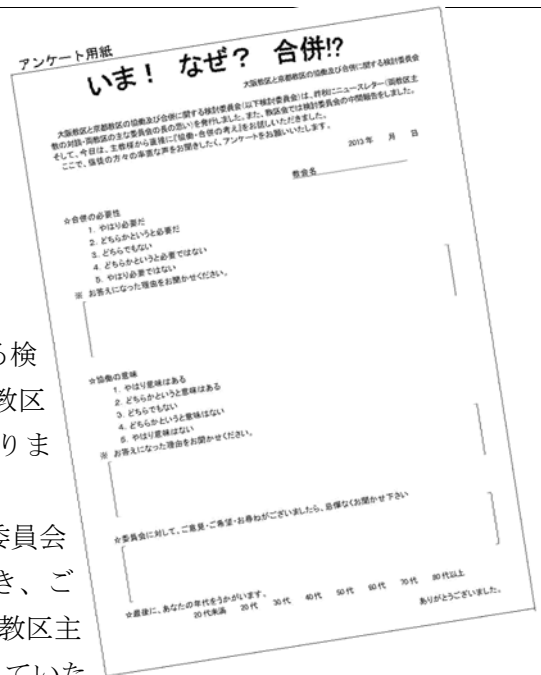 アンケート用紙
いま！ なぜ？ 合併!?
大阪教区と京都教区の協働及び合併に関する検討委員会
大阪教区と京都教区の協働及び合併に関する検討委員会(以下検討委員会)は、昨秋にニュースレター(両教区主
教の対談・両教区の主な委員会の長の思い)を発行しました。また、教区会では検討委員会の中間報告をしました。
そして、今日は、主教様から直接に『協働・合併の考え』をお話しいただきました。
ここで、信徒の方々の率直な声をお聞きしたく、アンケートをお願いいたします。
2013年 月 日
教会名
☆合併の必要性
1. やはり必要だ
2. どちらかというと必要だ
3. どちらでもない
4. どちらかというと必要ではない
5. やはり必要ではない
※ お答えになった理由をお聞かせください。
☆協働の意味
1. やはり意味はある
2. どちらかというと意味はある
3. どちらでもない
4. どちらかというと意味はない
5. やはり意味はない
※ お答えになった理由をお聞かせください。
☆委員会に対して、ご意見・ご希望・お尋ねがございましたら、忌憚なくお聞かせ下さい
☆最後に、あなたの年代をうかがいます。
20代未満 20代 30代 40代 50代 60代 70代 80代以上
ありがとうございました。
る検
教区
りま
委員会
き、ご
教区主
ていた